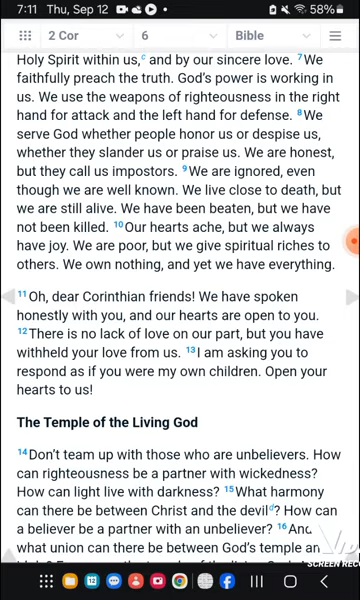 7:11 Thu, Sep 12 58%
2 Cor 6 Bible
Holy Spirit within us,c and by our sincere love. 7We
faithfully preach the truth. God's power is working in
us. We use the weapons of righteousness in the right
hand for attack and the left hand for defense. 8We
serve God whether people honor us or despise us,
whether they slander us or praise us. We are honest,
but they call us impostors. 9We are ignored, even
though we are well known. We live close to death, but
we are still alive. We have been beaten, but we have
not been killed. 10Our hearts ache, but we always
have joy. We are poor, but we give spiritual riches to
others. We own nothing, and yet we have everything.
11Oh, dear Corinthian friends! We have spoken
honestly with you, and our hearts are open to you.
12There is no lack of love on our part, but you have
withheld your love from us. 13I am asking you to
respond as if you were my own children. Open your
hearts to us!
The Temple of the Living God
14Don't team up with those who are unbelievers. How
can righteousness be a partner with wickedness?
How can light live with darkness? 15What harmony
can there be between Christ and the devild? How can
a believer be a partner with an unbeliever? 16And
what union can there be between God's temple an
SCREEN REC